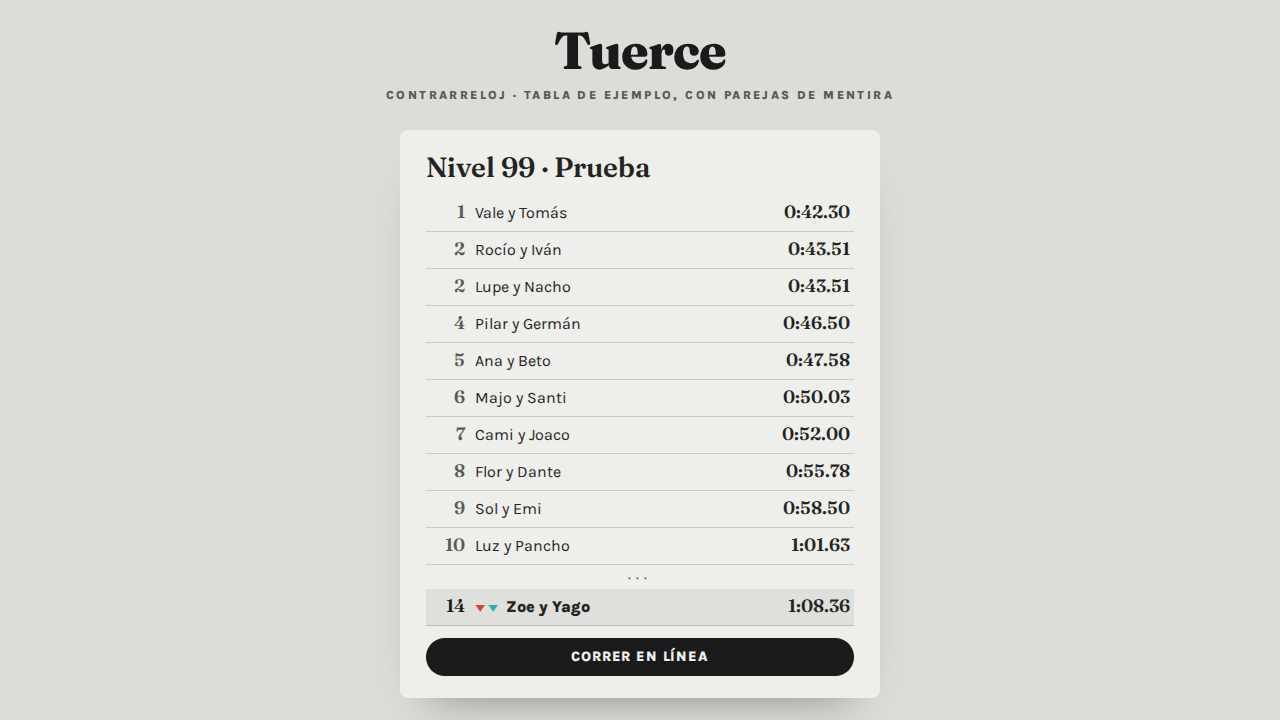 Tuerce
CONTRARRELOJ · TABLA DE EJEMPLO, CON PAREJAS DE MENTIRA
Nivel 99 · Prueba
1 Vale y Tomás 0:42.30
2 Rocío y Iván 0:43.51
2 Lupe y Nacho 0:43.51
4 Pilar y Germán 0:46.50
5 Ana y Beto 0:47.58
6 Majo y Santi 0:50.03
7 Cami y Joaco 0:52.00
8 Flor y Dante 0:55.78
9 Sol y Emi 0:58.50
10 Luz y Pancho 1:01.63
...
14 Zoe y Yago 1:08.36
CORRER EN LÍNEA